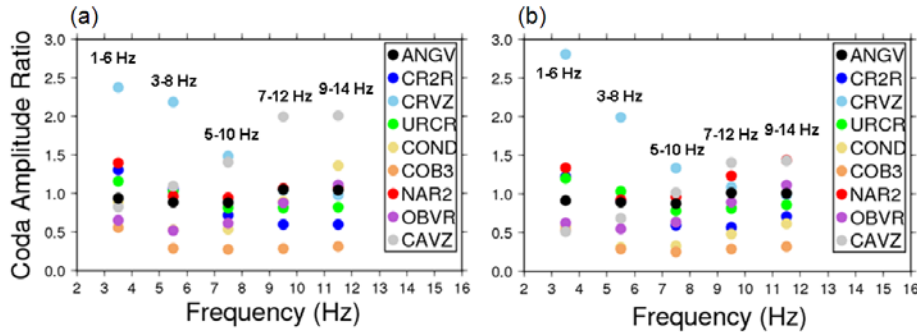 (a)
Coda Amplitude Ratio
3.0
2.5
2.0
1.5
1.0
0.5
0.0
1-6 Hz
3-8 Hz
5-10 Hz
7-12 Hz
9-14 Hz
ANGV
CR2R
CRVZ
URCR
COND
COB3
NAR2
OBVR
CAVZ
2 3 4 5 6 7 8 9 10 11 12 13 14 15 16
Frequency (Hz)
(b)
3.0
2.5
2.0
1.5
1.0
0.5
0.0
1-6 Hz
3-8 Hz
5-10 Hz
7-12 Hz
9-14 Hz
ANGV
CR2R
CRVZ
URCR
COND
COB3
NAR2
OBVR
CAVZ
2 3 4 5 6 7 8 9 10 11 12 13 14 15 16
Frequency (Hz)